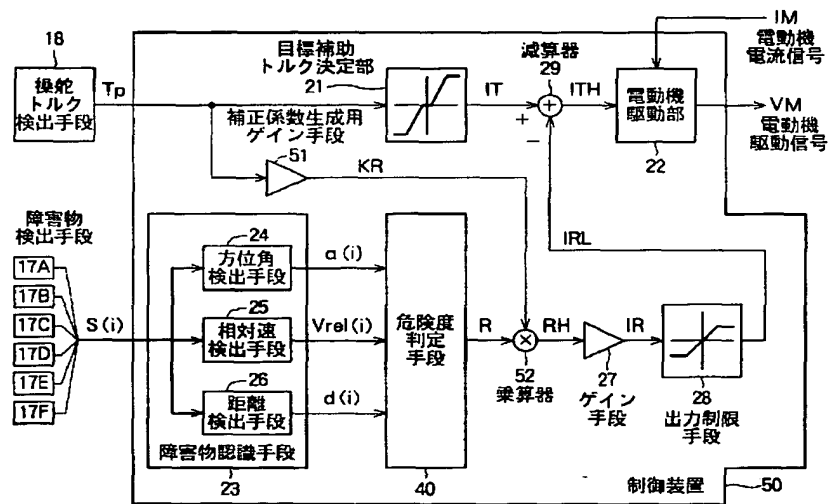 18
操舵
トルク
検出手段
Tp
目標補助
トルク決定部
21
IT
減算器
29
ITH
+
−
電動機
駆動部
22
IM
電動機
電流信号
VM
電動機
駆動信号
補正係数生成用
ゲイン手段
51
KR
障害物
検出手段
17A
17B
17C
17D
17E
17F
S(i)
24
方位角
検出手段
a(i)
25
相対速
検出手段
Vrel(i)
26
距離
検出手段
d(i)
障害物認識手段
23
危険度
判定
手段
40
R
×
52
乗算器
RH
27
ゲイン
手段
IR
IRL
28
出力制限
手段
制御装置
50